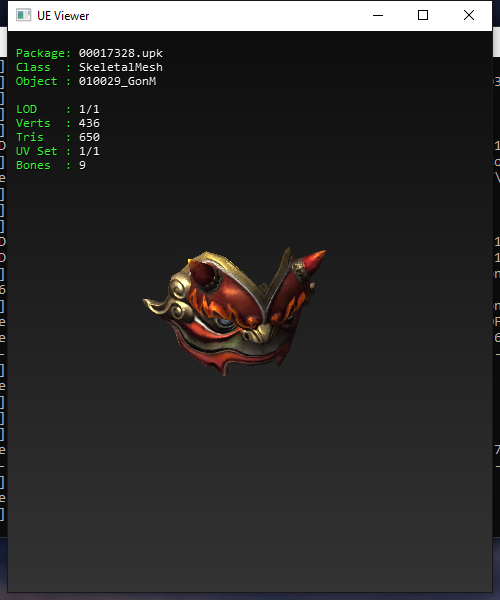 UE Viewer
Package: 00017328.upk
Class : SkeletalMesh
Object : 010029_GonM
LOD : 1/1
Verts : 436
Tris : 650
UV Set : 1/1
Bones : 9